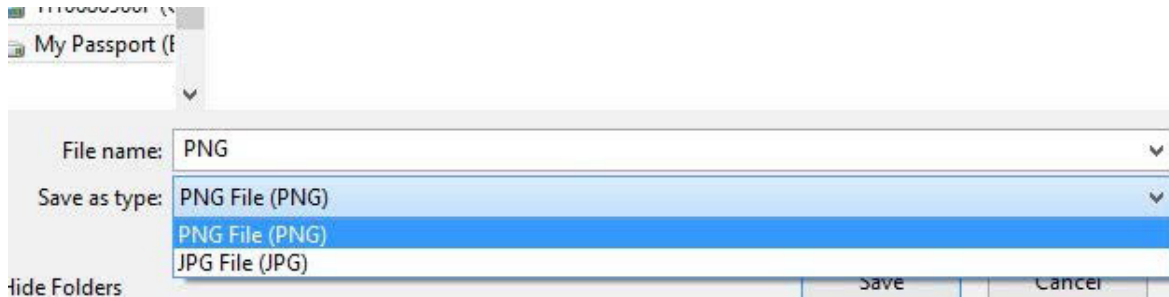 My Passport (
File name: PNG
Save as type: PNG File (PNG)
PNG File (PNG)
JPG File (JPG)
Hide Folders Save Cancel